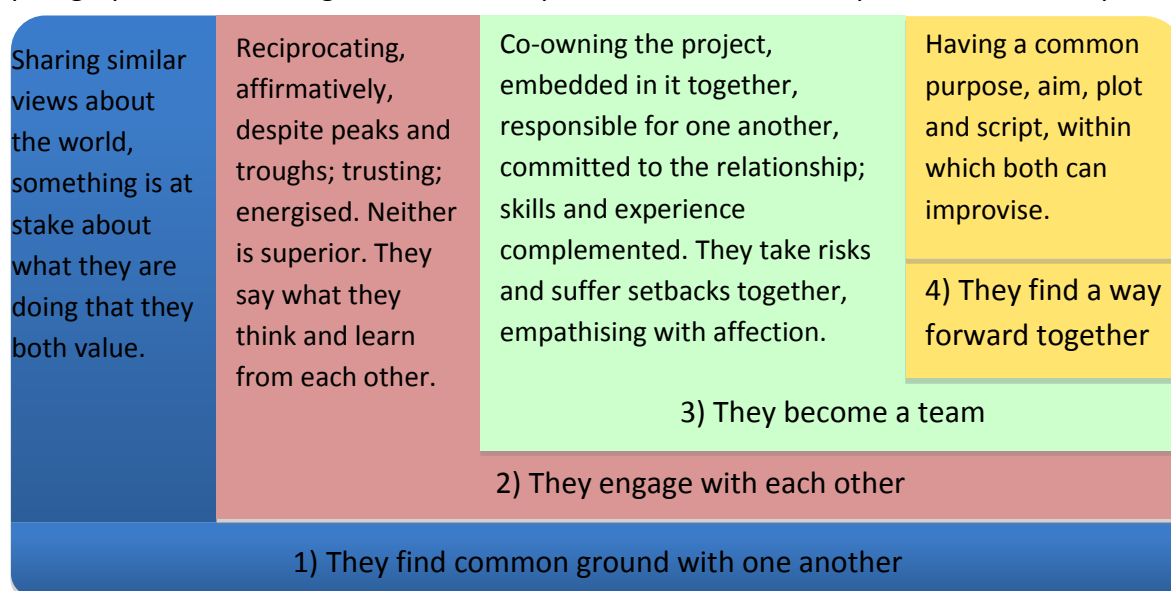 Sharing similar
views about
the world,
something is at
stake about
what they are
doing that they
both value.
Reciprocating,
affirmatively,
despite peaks and
troughs; trusting;
energised. Neither
is superior. They
say what they
think and learn
from each other.
Co-owning the project,
embedded in it together,
responsible for one another,
committed to the relationship;
skills and experience
complemented. They take risks
and suffer setbacks together,
empathising with affection.
Having a common
purpose, aim, plot
and script, within
which both can
improvise.
4) They find a way
forward together
3) They become a team
2) They engage with each other
1) They find common ground with one another